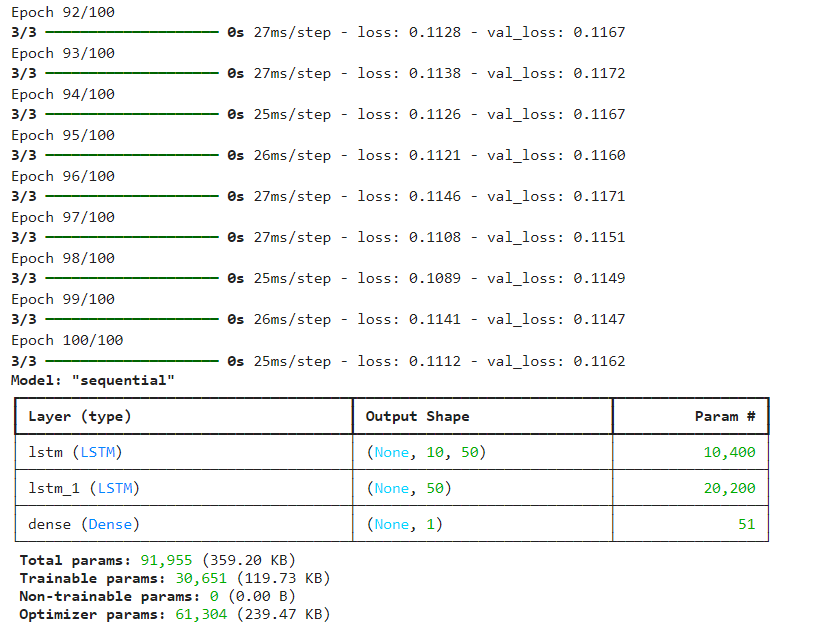 Epoch 92/100
3/3 ━━━━━━━━━━━━━━━━━━━━ 0s 27ms/step - loss: 0.1128 - val_loss: 0.1167
Epoch 93/100
3/3 ━━━━━━━━━━━━━━━━━━━━ 0s 27ms/step - loss: 0.1138 - val_loss: 0.1172
Epoch 94/100
3/3 ━━━━━━━━━━━━━━━━━━━━ 0s 25ms/step - loss: 0.1126 - val_loss: 0.1167
Epoch 95/100
3/3 ━━━━━━━━━━━━━━━━━━━━ 0s 26ms/step - loss: 0.1121 - val_loss: 0.1160
Epoch 96/100
3/3 ━━━━━━━━━━━━━━━━━━━━ 0s 27ms/step - loss: 0.1146 - val_loss: 0.1171
Epoch 97/100
3/3 ━━━━━━━━━━━━━━━━━━━━ 0s 27ms/step - loss: 0.1108 - val_loss: 0.1151
Epoch 98/100
3/3 ━━━━━━━━━━━━━━━━━━━━ 0s 25ms/step - loss: 0.1089 - val_loss: 0.1149
Epoch 99/100
3/3 ━━━━━━━━━━━━━━━━━━━━ 0s 26ms/step - loss: 0.1141 - val_loss: 0.1147
Epoch 100/100
3/3 ━━━━━━━━━━━━━━━━━━━━ 0s 25ms/step - loss: 0.1112 - val_loss: 0.1162
Model: "sequential"
Layer (type) Output Shape Param #
lstm (LSTM) (None, 10, 50) 10,400
lstm_1 (LSTM) (None, 50) 20,200
dense (Dense) (None, 1) 51
Total params: 91,955 (359.20 KB)
Trainable params: 30,651 (119.73 KB)
Non-trainable params: 0 (0.00 B)
Optimizer params: 61,304 (239.47 KB)